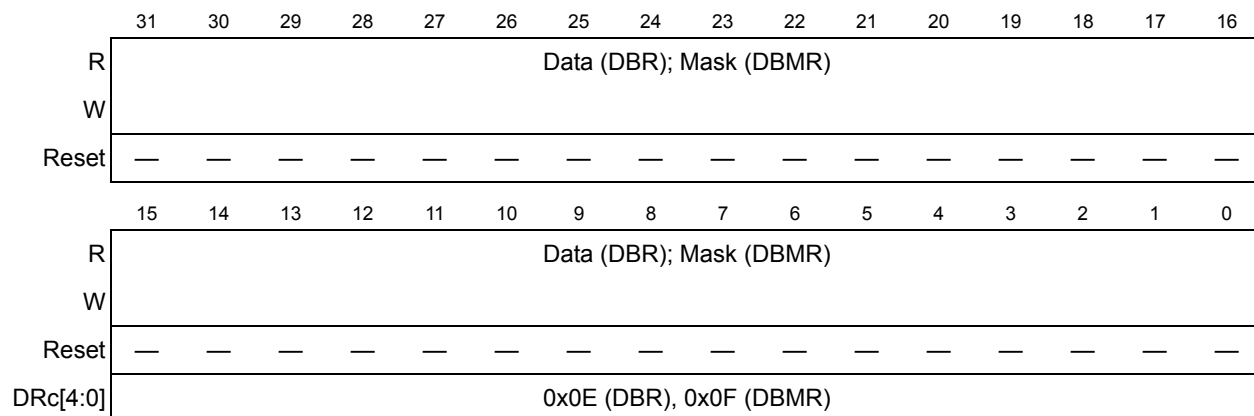 31 30 29 28 27 26 25 24 23 22 21 20 19 18 17 16
R Data (DBR); Mask (DBMR)
W
Reset — — — — — — — — — — — — — — — —
15 14 13 12 11 10 9 8 7 6 5 4 3 2 1 0
R Data (DBR); Mask (DBMR)
W
Reset — — — — — — — — — — — — — — — —
DRc[4:0] 0x0E (DBR), 0x0F (DBMR)